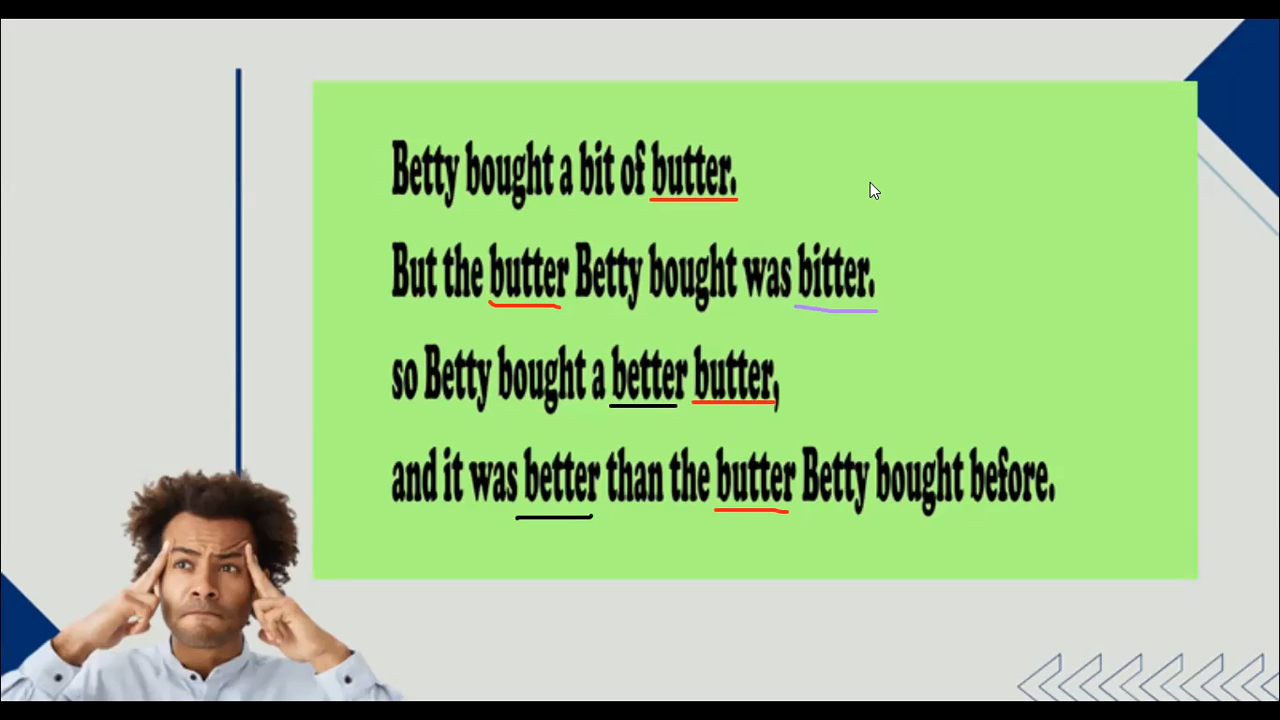 Betty bought a bit of butter.
But the butter Betty bought was bitter.
so Betty bought a better butter,
and it was better than the butter Betty bought before.